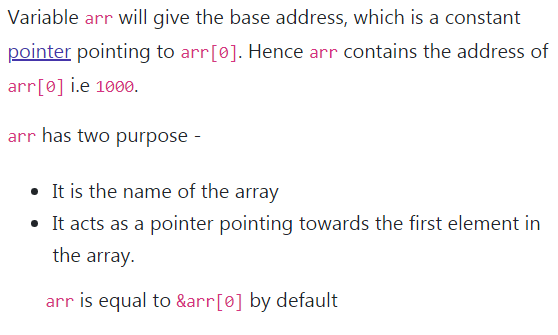 Variable arr will give the base address, which is a constant
pointer pointing to arr[0]. Hence arr contains the address of
arr[0] i.e 1000.
arr has two purpose -
• It is the name of the array
• It acts as a pointer pointing towards the first element in
the array.
arr is equal to &arr[0] by default